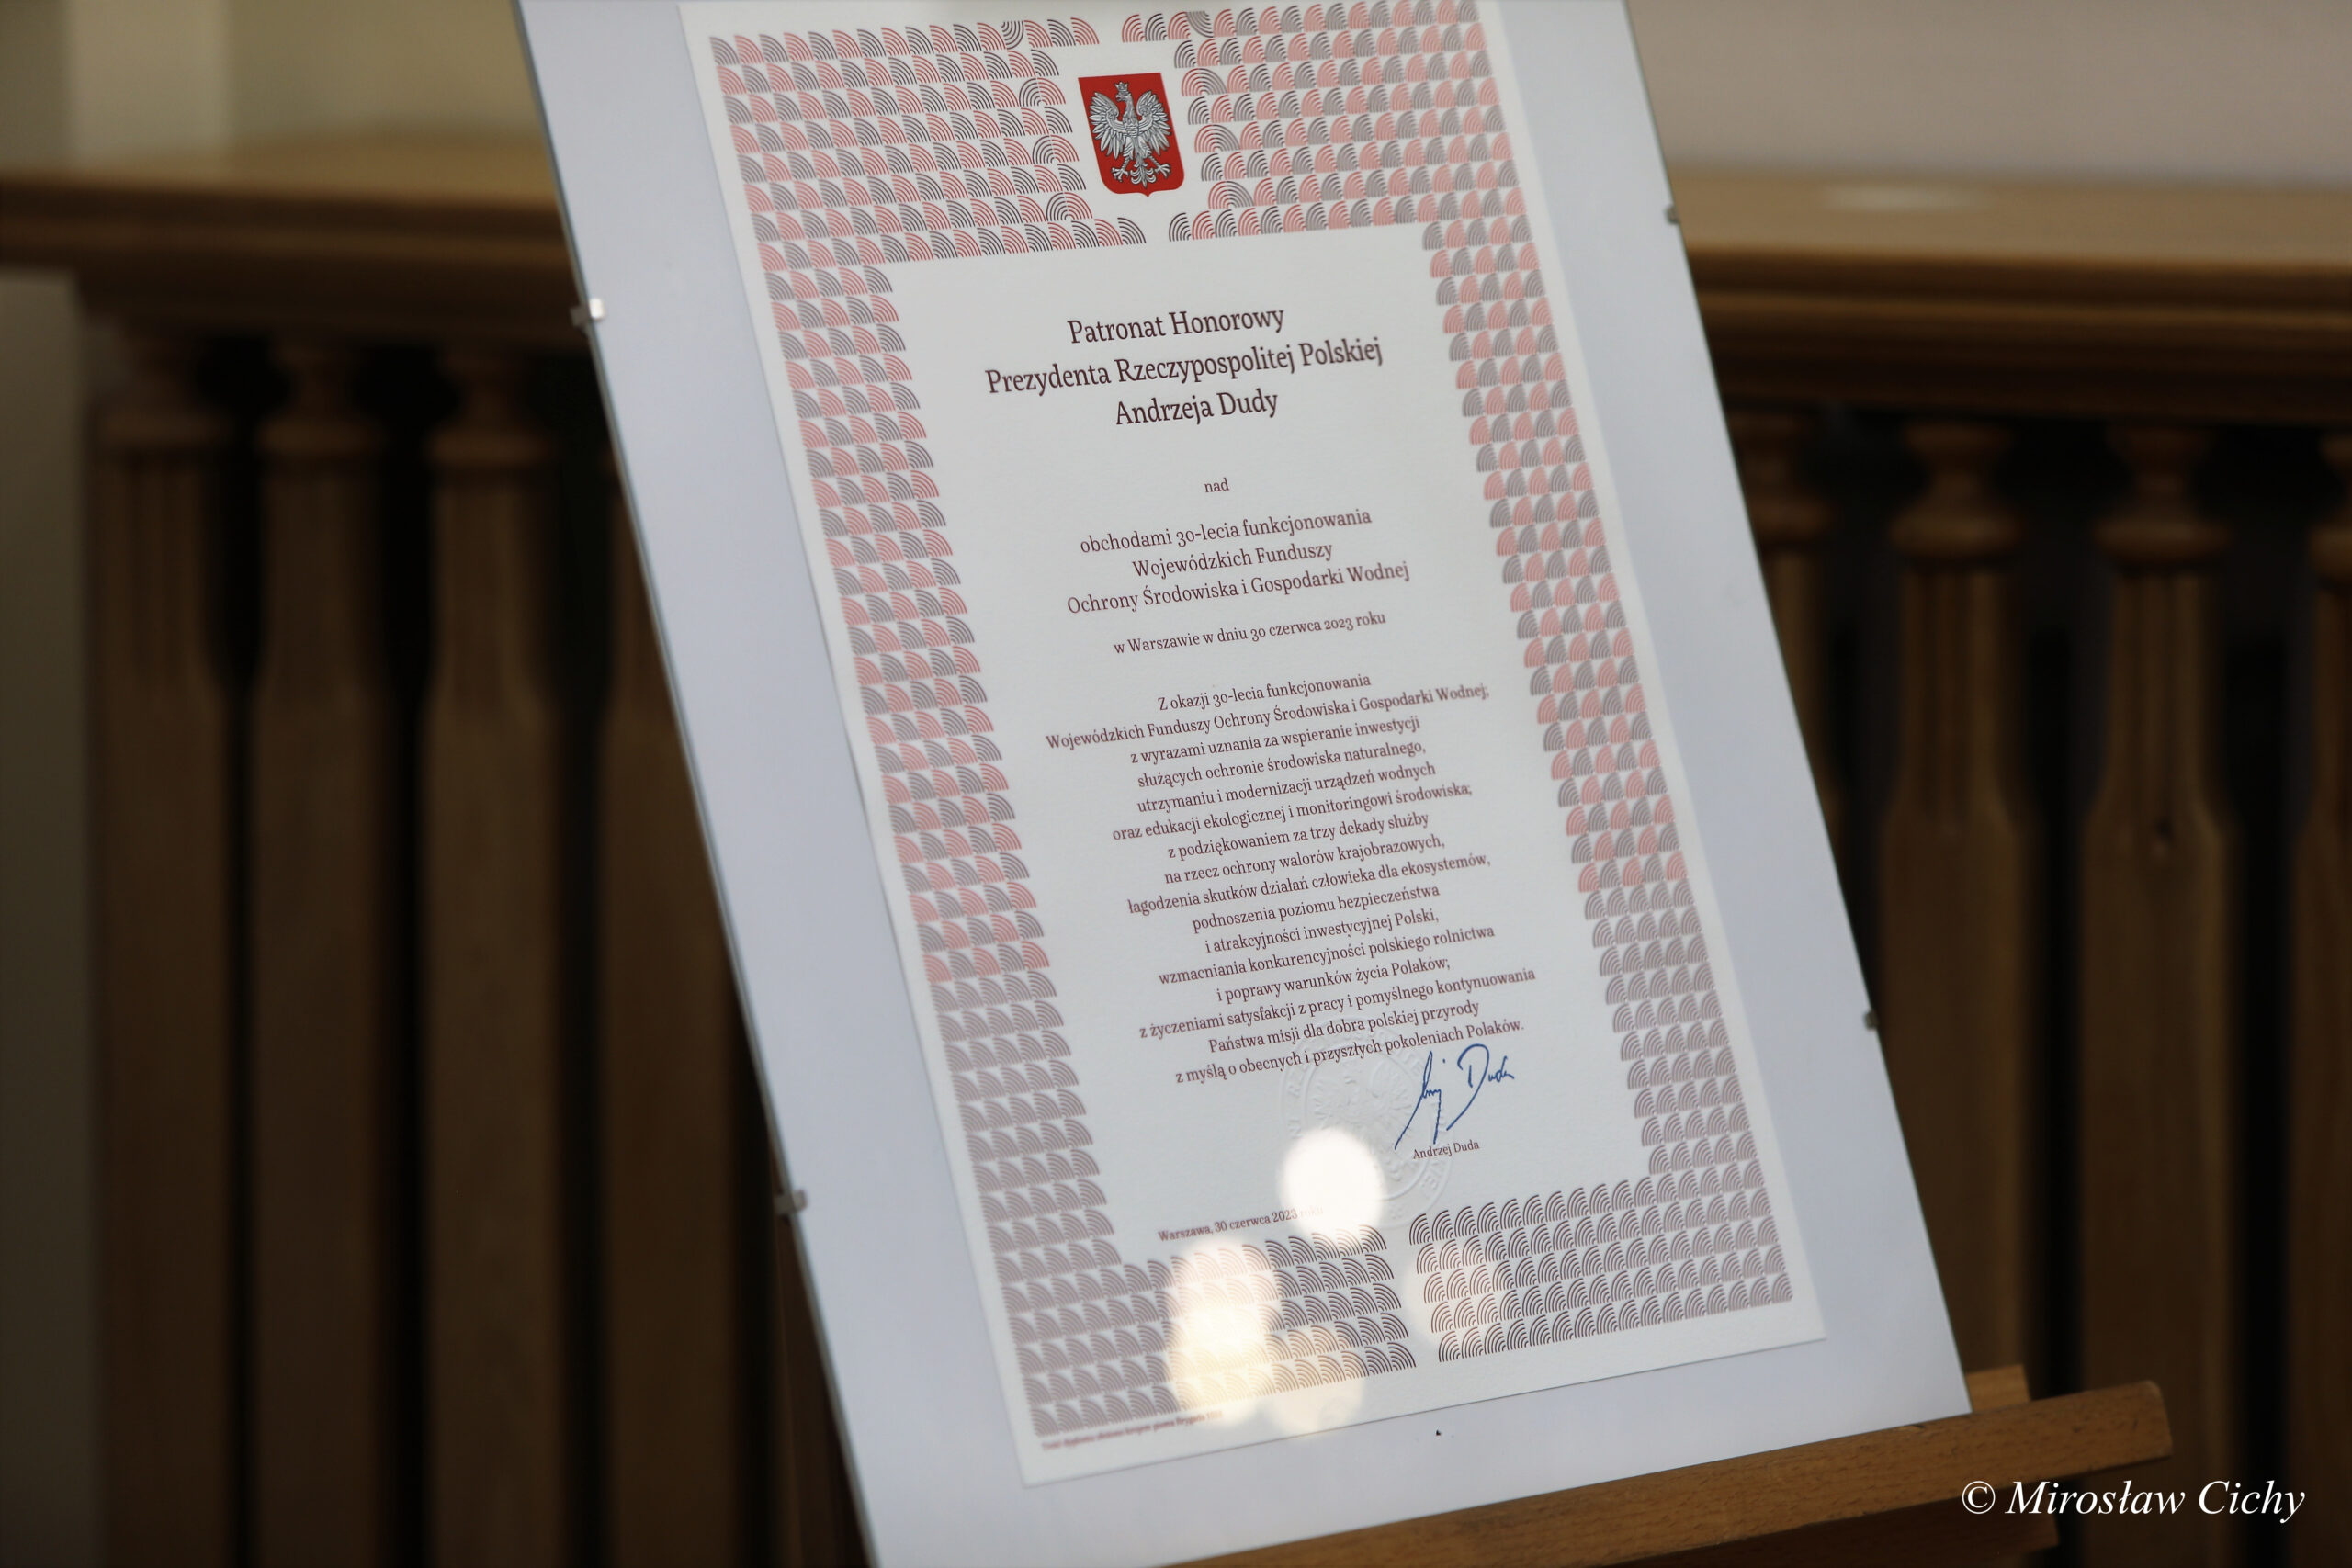 Patronat Honorowy
Prezydenta Rzeczypospolitej Polskiej
Andrzeja Dudy
nad
obchodami 30-lecia funkcjonowania
Wojewódzkich Funduszy
Ochrony Środowiska i Gospodarki Wodnej
w Warszawie w dniu 30 czerwca 2023 roku
Z okazji 30-lecia funkcjonowania
Wojewódzkich Funduszy Ochrony Środowiska i Gospodarki Wodnej;
z wyrazami uznania za wspieranie inwestycji
służących ochronie środowiska naturalnego,
utrzymaniu i modernizacji urządzeń wodnych
oraz edukacji ekologicznej i monitoringowi środowiska;
z podziękowaniem za trzy dekady służby
na rzecz ochrony walorów krajobrazowych,
łagodzenia skutków działań człowieka dla ekosystemów,
podnoszenia poziomu bezpieczeństwa
i atrakcyjności inwestycyjnej Polski,
wzmacniania konkurencyjności polskiego rolnictwa
i poprawy warunków życia Polaków;
z życzeniami satysfakcji z pracy i pomyślnego kontynuowania
Państwa misji dla dobra polskiej przyrody
z myślą o obecnych i przyszłych pokoleniach Polaków.
Duda
Andrzej Duda
Warszawa, 30 czerwca 2023 roku
© Mirosław Cichy